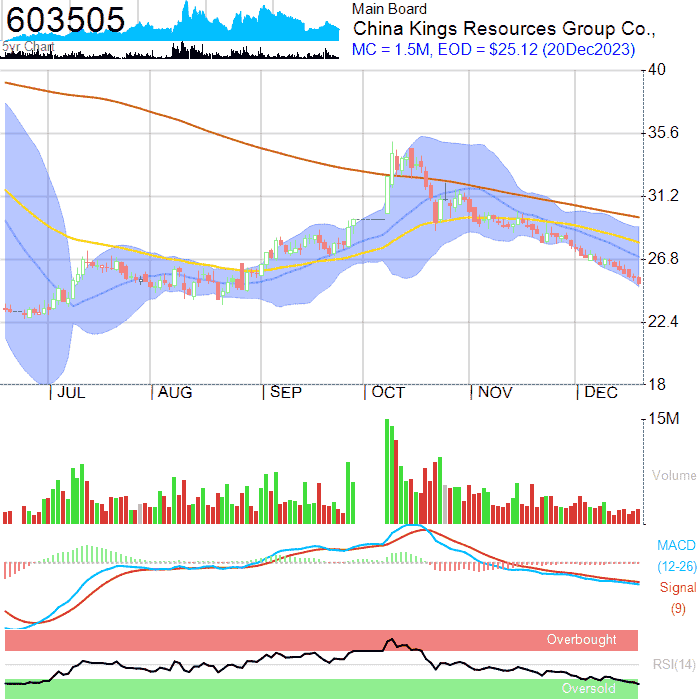 603505
5yr Chart
Main Board
China Kings Resources Group Co.,
MC = 1.5M, EOD = $25.12 (20Dec2023)
40
35.6
31.2
26.8
22.4
18
JUL
AUG
SEP
OCT
NOV
DEC
15M
Volume
MACD
(12-26)
Signal
(9)
Overbought
RSI(14)
Oversold